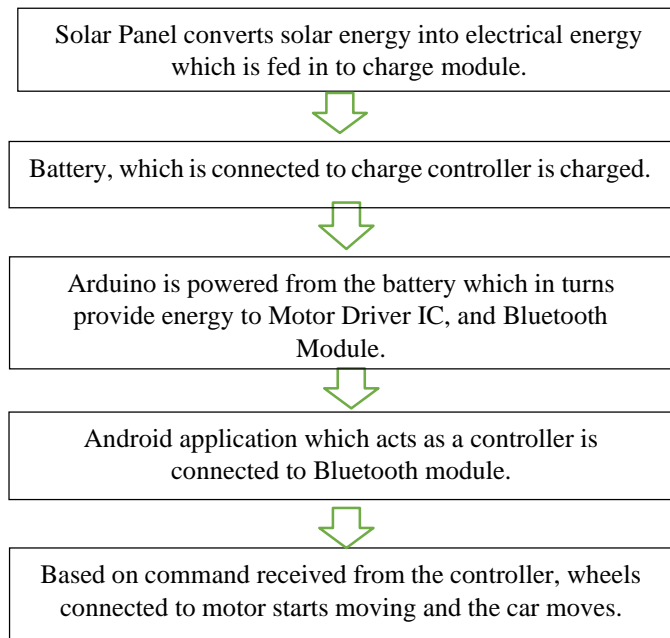 Solar Panel converts solar energy into electrical energy
which is fed in to charge module.
Battery, which is connected to charge controller is charged.
Arduino is powered from the battery which in turns
provide energy to Motor Driver IC, and Bluetooth
Module.
Android application which acts as a controller is
connected to Bluetooth module.
Based on command received from the controller, wheels
connected to motor starts moving and the car moves.